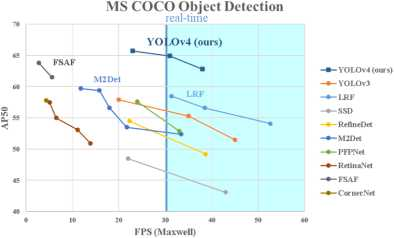 MS COCO Object Detection
real-time
70
65
60
55
50
45
40
AP50
0
10
20
30
40
50
60
FPS (Maxwell)
YOLOv4 (ours)
FSAF
M2Det
LRF
YOLOv4 (ours)
YOLOv3
LRF
SSD
RefineDet
M2Det
PFPNet
RetinaNet
FSAF
CornerNet